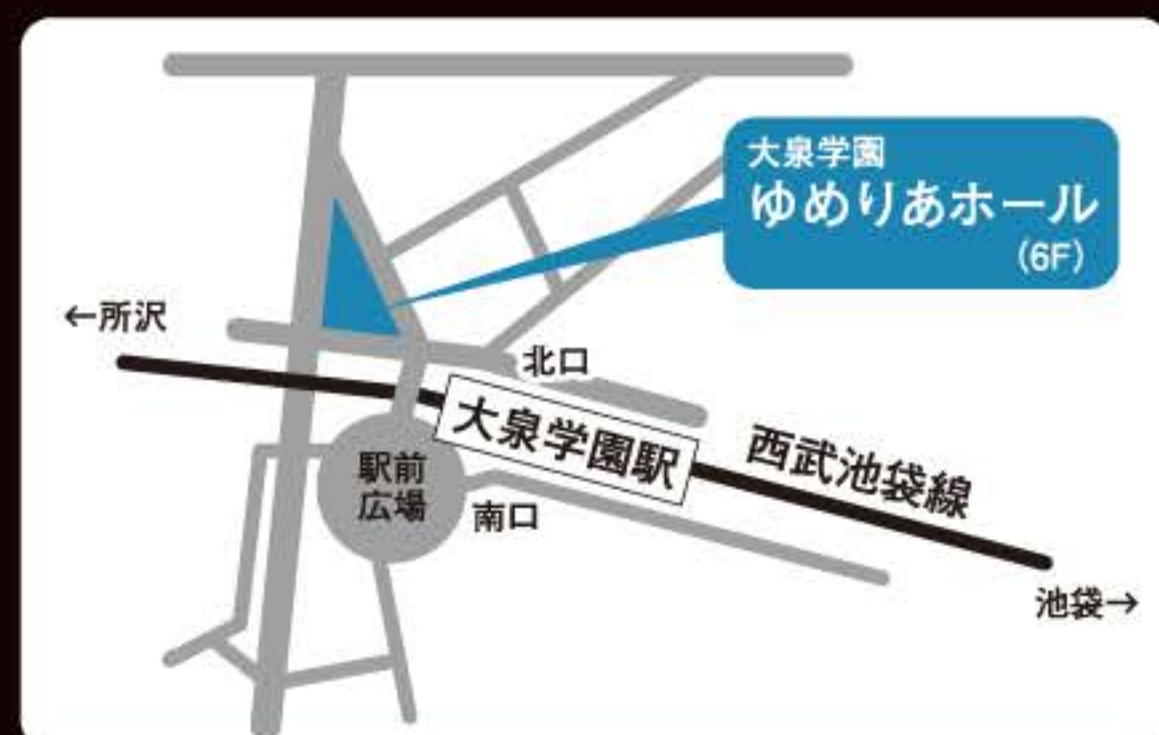 大泉学園
ゆめりあホール
(6F)
←所沢
北口
大泉学園駅
西武池袋線
駅前
広場
南口
池袋→